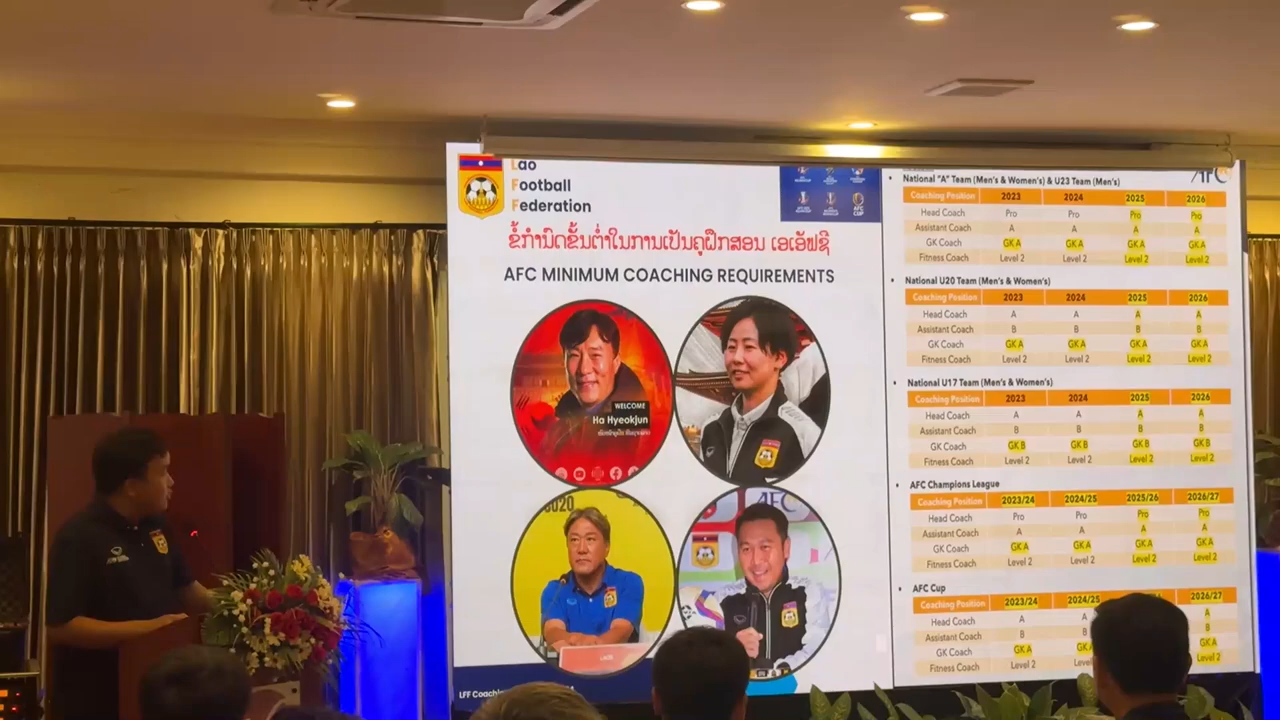 Lao
Football
Federation
ຂໍ້ກຳນົດຂັ້ນຕ່ຳໃນການເປັນຄູຝຶກສອນ ເອເອັຟຊີ
AFC MINIMUM COACHING REQUIREMENTS
WELCOME
Ha Hyeokjun
2020
AFC
LFF Coaching
AFC
CUP
AFC
National "A" Team (Men's & Women's) & U23 Team (Men's)
Coaching Position 2023 2024 2025 2026
Head Coach Pro Pro Pro Pro
Assistant Coach A A A A
GK Coach GK A GK A GK A GK A
Fitness Coach Level 2 Level 2 Level 2 Level 2
National U20 Team (Men's & Women's)
Coaching Position 2023 2024 2025 2026
Head Coach A A A A
Assistant Coach B B B B
GK Coach GK A GK A GK A GK A
Fitness Coach Level 2 Level 2 Level 2 Level 2
National U17 Team (Men's & Women's)
Coaching Position 2023 2024 2025 2026
Head Coach A A A A
Assistant Coach B B B B
GK Coach GK B GK B GK B GK B
Fitness Coach Level 2 Level 2 Level 2 Level 2
AFC Champions League
Coaching Position 2023/24 2024/25 2025/26 2026/27
Head Coach Pro Pro Pro Pro
Assistant Coach A A A A
GK Coach GK A GK A GK A GK A
Fitness Coach Level 2 Level 2 Level 2 Level 2
AFC Cup
Coaching Position 2023/24 2024/25 2026/27
Head Coach A A A
Assistant Coach B B B
GK Coach GK A GK GK A
Fitness Coach Level 2 Level Level 2